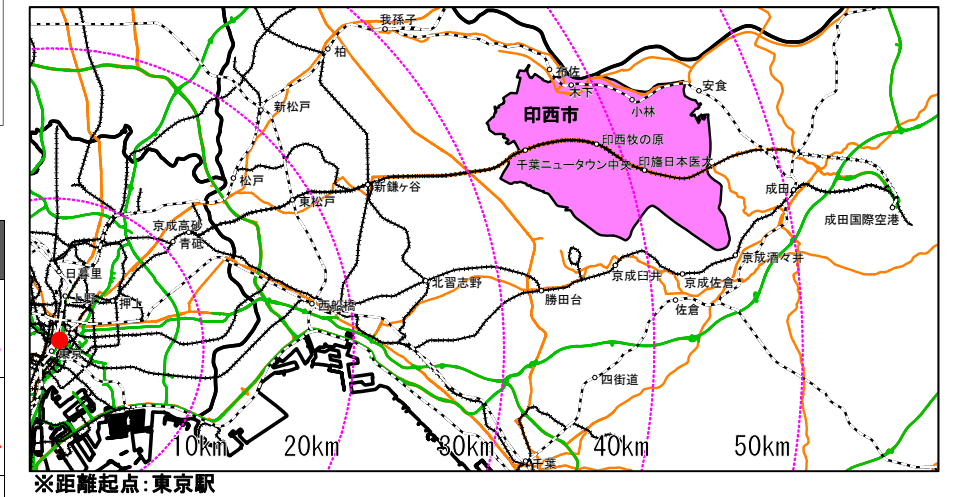 我孫子
柏
布佐
木下
安食
小林
新松戸
印西市
印西牧の原
千葉ニュータウン中央
印旛日本医大
松戸
新鎌ヶ谷
東松戸
成田
成田国際空港
京成高砂
青砥
京成酒々井
日暮里
京成臼井
京成佐倉
北習志野
上野
押上
勝田台
西船橋
佐倉
東京
四街道
10km
20km
30km
40km
50km
千葉
※距離起点:東京駅